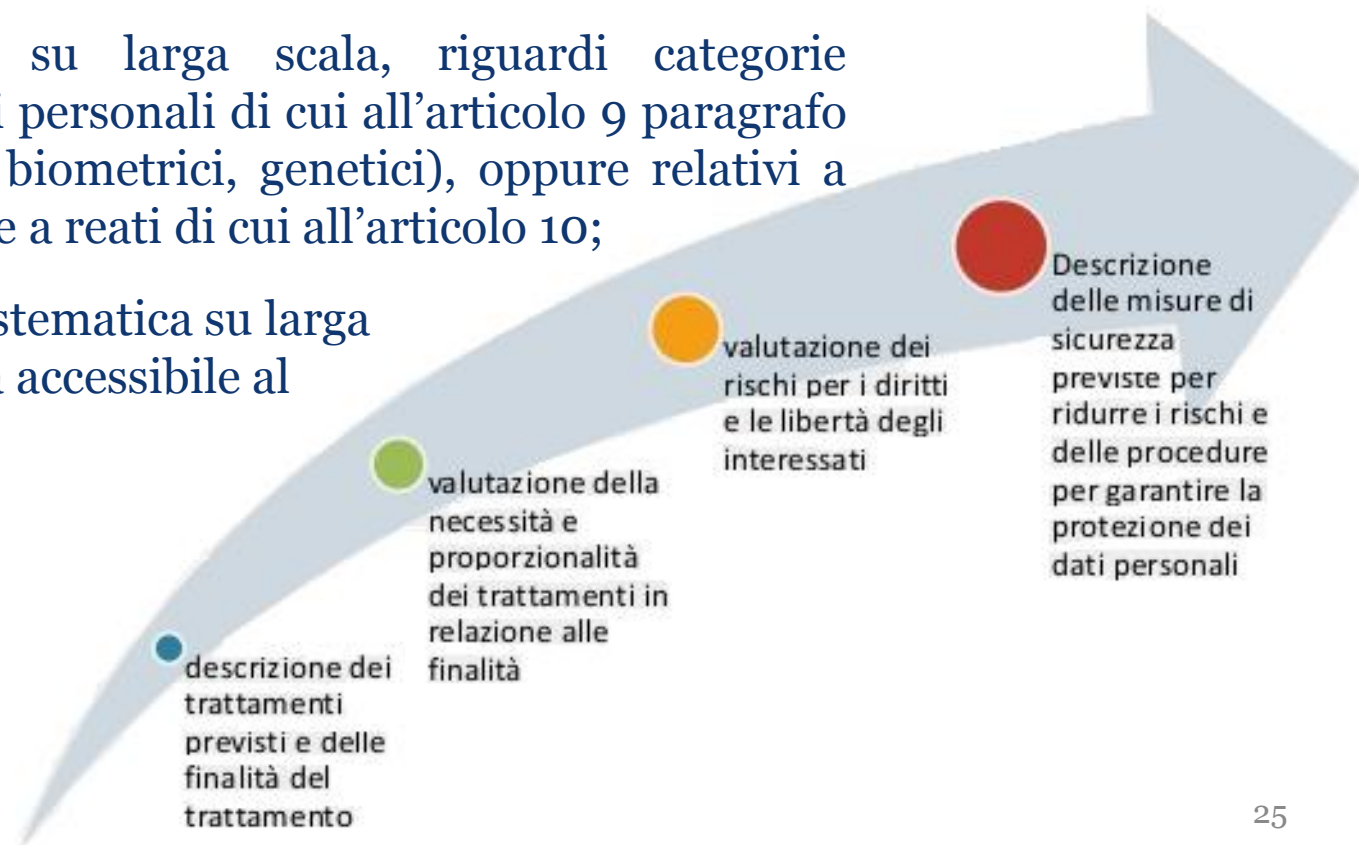 su larga scala, riguardi categorie
i personali di cui all'articolo 9 paragrafo
biometrici, genetici), oppure relativi a
e a reati di cui all'articolo 10;
stematica su larga
accessibile al
descrizione dei
trattamenti
previsti e delle
finalità del
trattamento
valutazione della
necessità e
proporzionalità
dei trattamenti in
relazione alle
finalità
valutazione dei
rischi per i diritti
e le libertà degli
interessati
Descrizione
delle misure di
sicurezza
previste per
ridurre i rischi e
delle procedure
per garantire la
protezione dei
dati personali
25